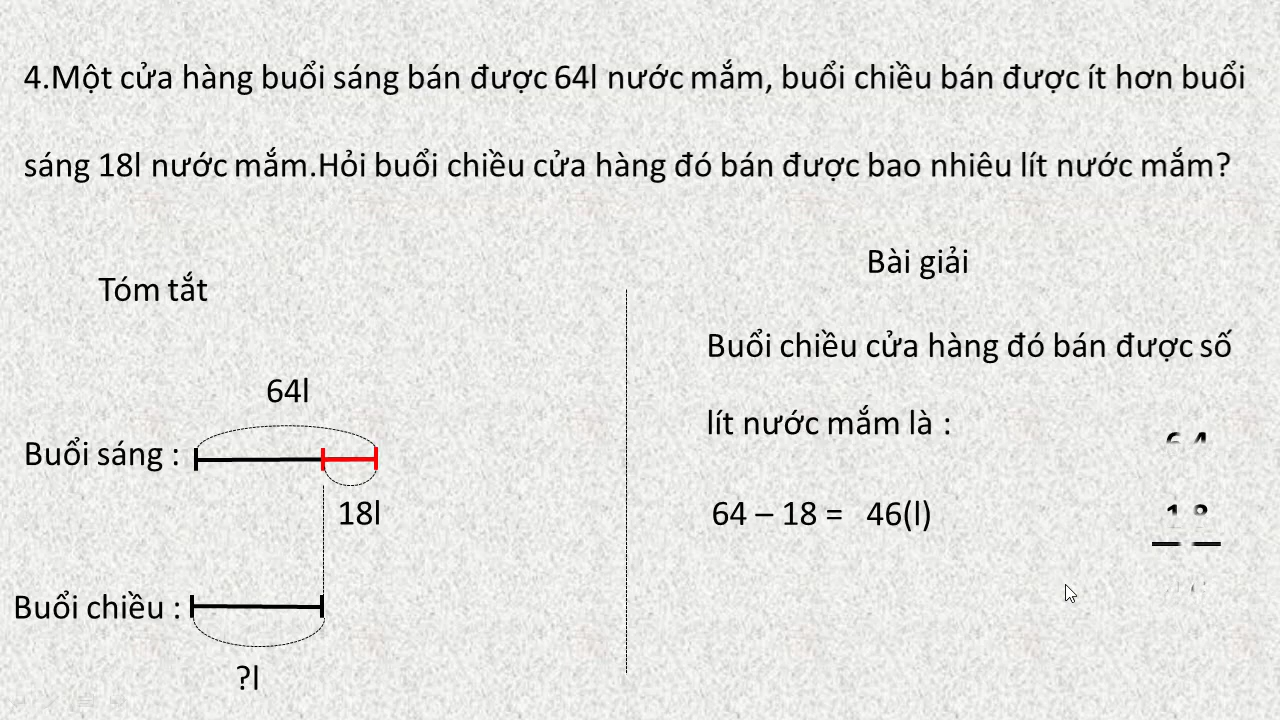 4.Một cửa hàng buổi sáng bán được 64l nước mắm, buổi chiều bán được ít hơn buổi
sáng 18l nước mắm.Hỏi buổi chiều cửa hàng đó bán được bao nhiêu lít nước mắm?
Tóm tắt
64l
Buổi sáng :
18l
Buổi chiều :
?l
Bài giải
Buổi chiều cửa hàng đó bán được số
lít nước mắm là :
64 – 18 = 46(l)